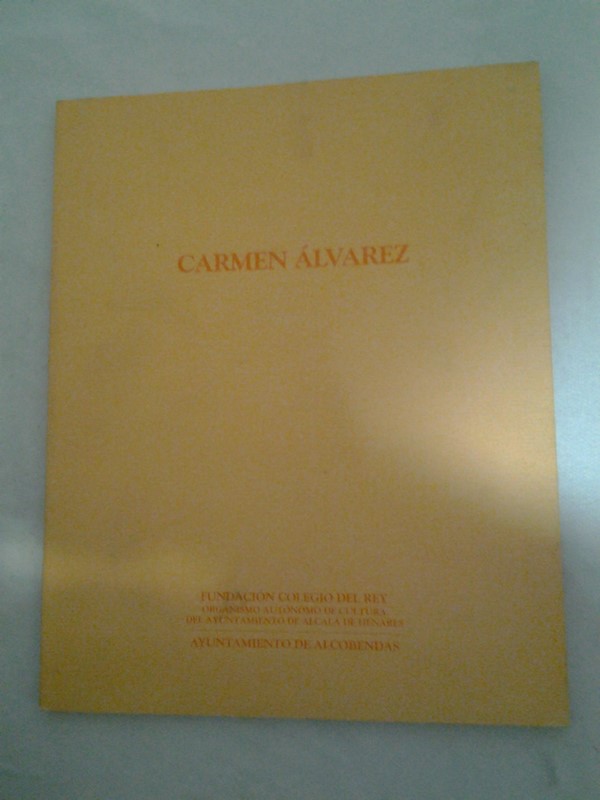 CARMEN ÁLVAREZ
FUNDACIÓN COLEGIO DEL REY
ORGANISMO AUTÓNOMO DE CULTURA
DEL AYUNTAMIENTO DE ALCALÁ DE HENARES
AYUNTAMIENTO DE ALCOBENDAS